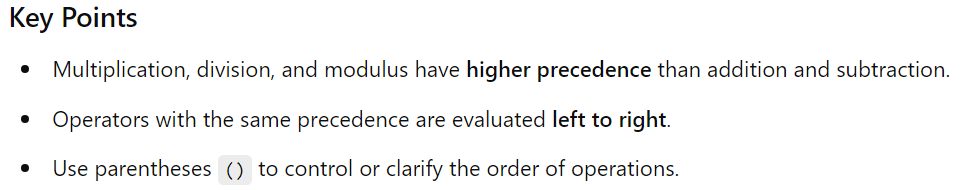 Key Points
Multiplication, division, and modulus have higher precedence than addition and subtraction.
Operators with the same precedence are evaluated left to right.
Use parentheses () to control or clarify the order of operations.